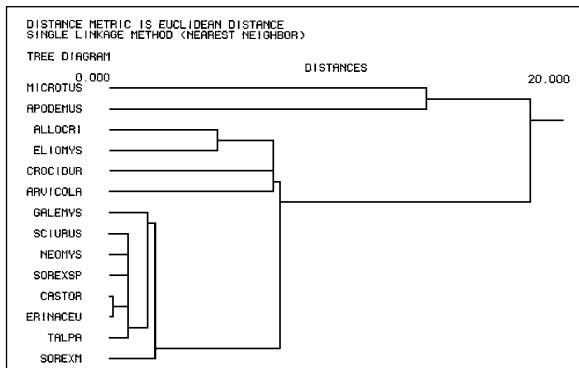 DISTANCE METRIC IS EUCLIDEAN DISTANCE
SINGLE LINKAGE METHOD (NEAREST NEIGHBOR)
TREE DIAGRAM
DISTANCES
0.000 20.000
MICROTUS
APODEMUS
ALLOCRI
ELIOMYS
CROCIDUR
ARVICOLA
GALEMYS
SCIURUS
NEOMYS
SOREXSP
CASTOR
ERINACEU
TALPA
SOREXM